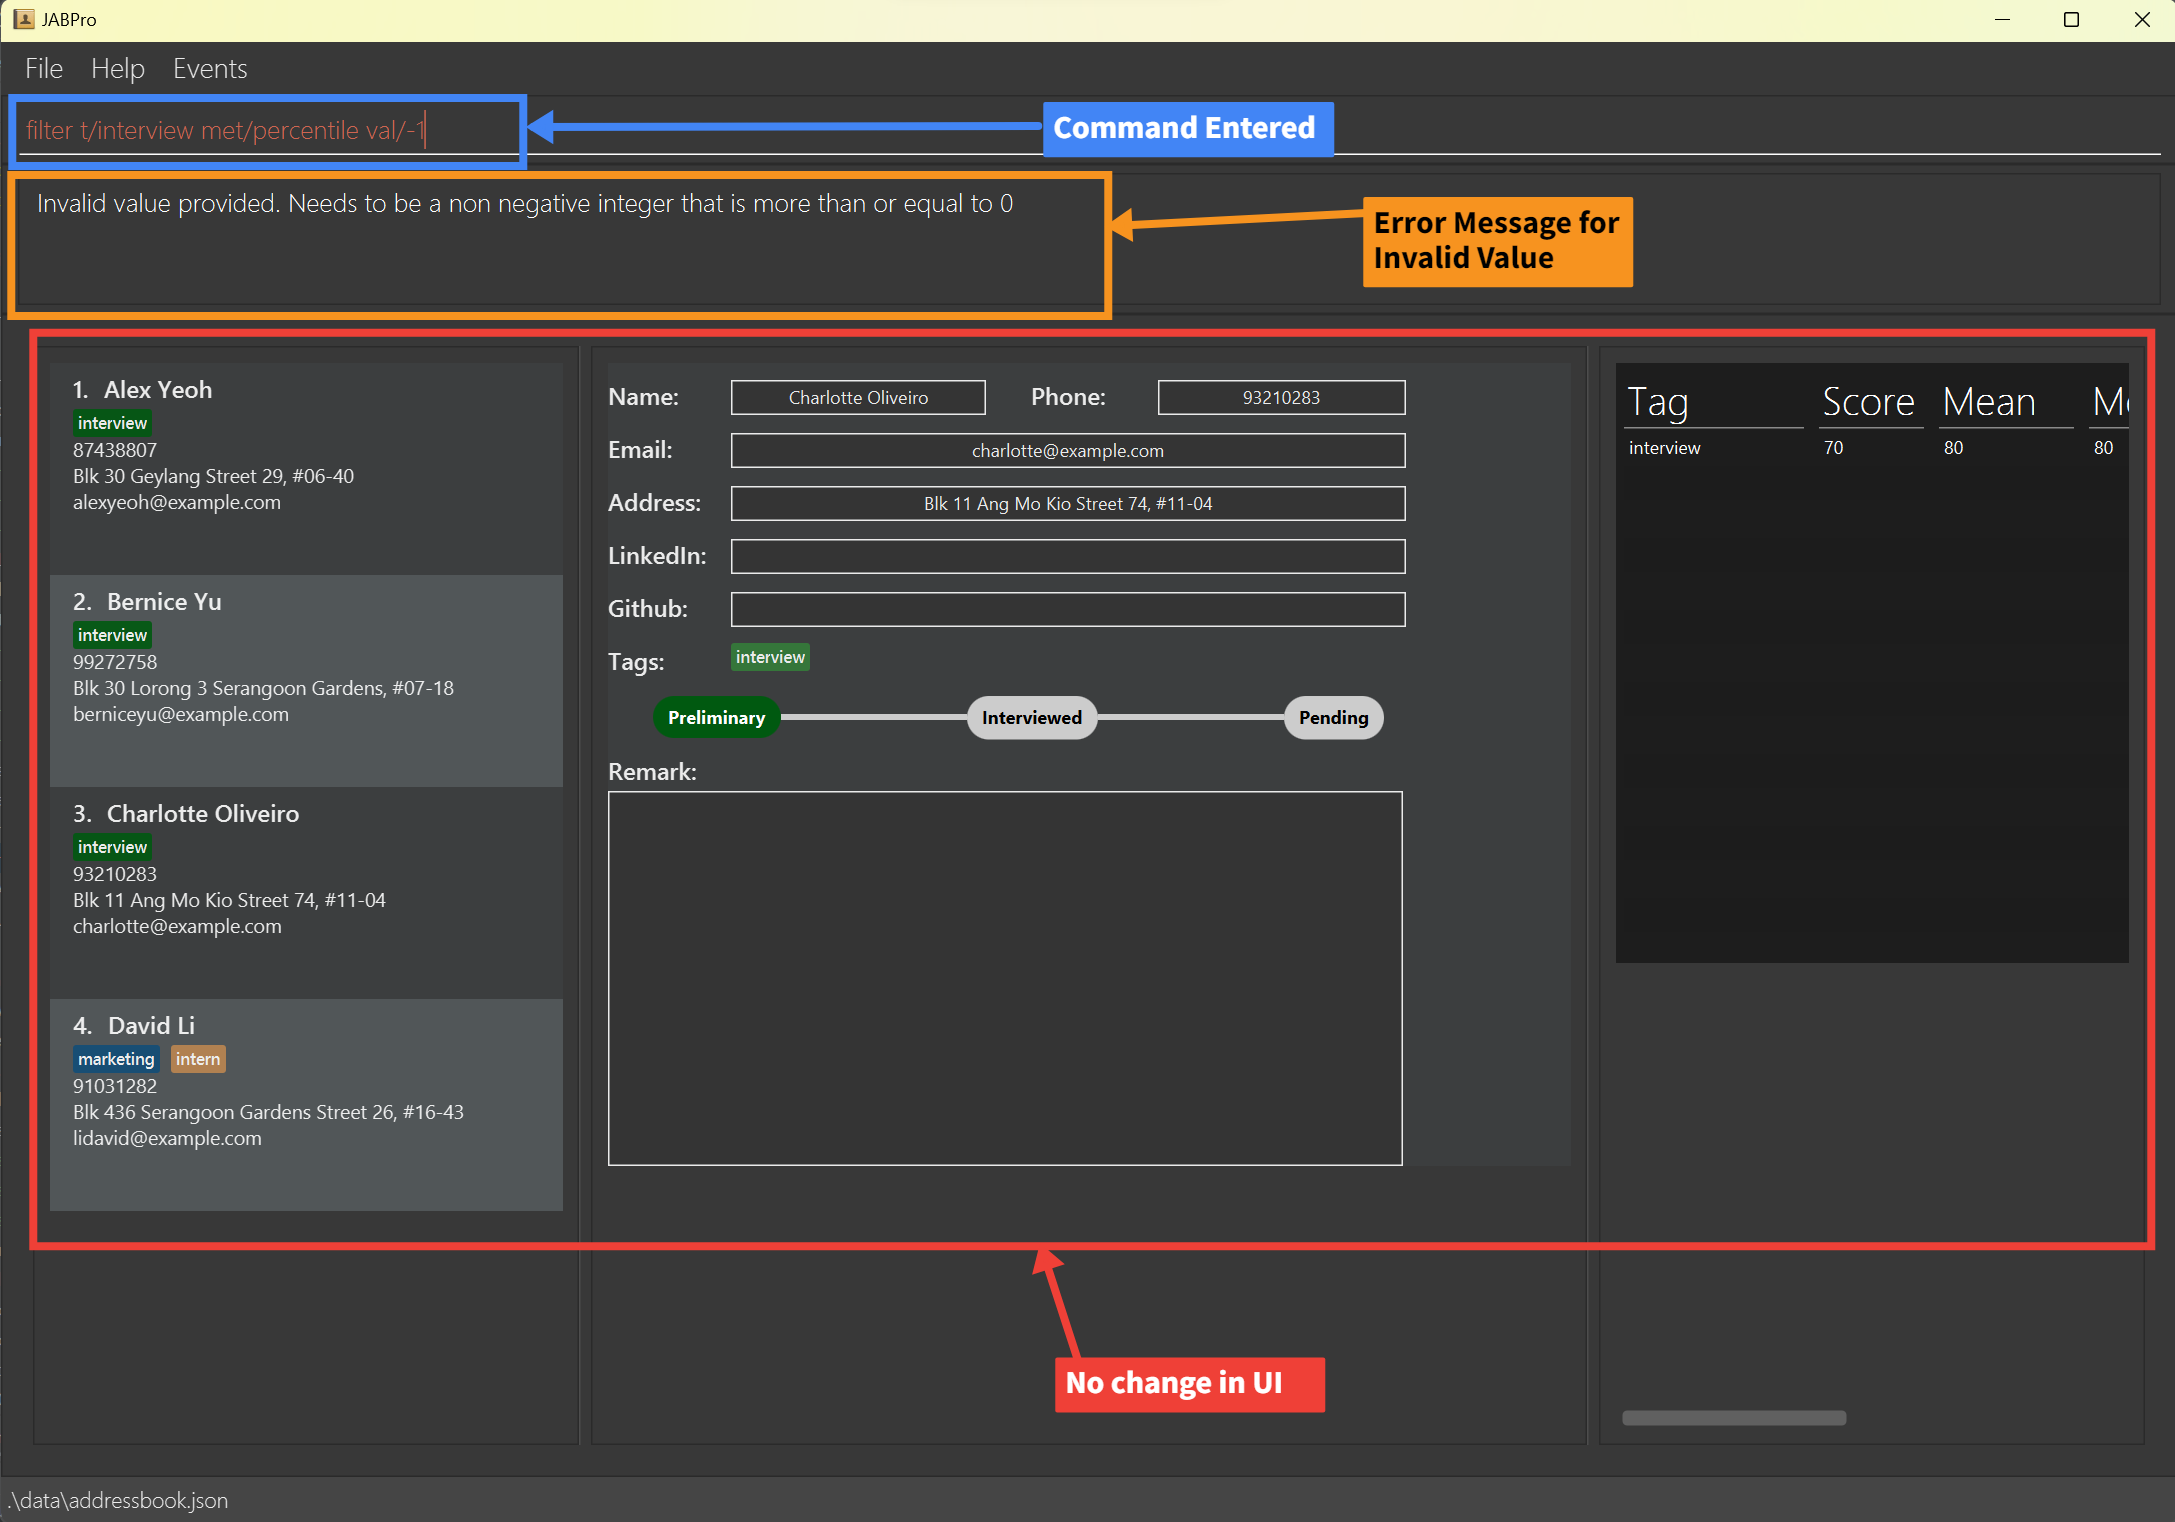 JABPro
File Help Events
filter t/interview met/percentile val/-1
Command Entered
Invalid value provided. Needs to be a non negative integer that is more than or equal to 0
Error Message for
Invalid Value
1. Alex Yeoh
interview
87438807
Blk 30 Geylang Street 29, #06-40
alexyeoh@example.com
2. Bernice Yu
interview
99272758
Blk 30 Lorong 3 Serangoon Gardens, #07-18
berniceyu@example.com
3. Charlotte Oliveiro
interview
93210283
Blk 11 Ang Mo Kio Street 74, #11-04
charlotte@example.com
4. David Li
marketing intern
91031282
Blk 436 Serangoon Gardens Street 26, #16-43
lidavid@example.com
Name: Charlotte Oliveiro Phone: 93210283
Email: charlotte@example.com
Address: Blk 11 Ang Mo Kio Street 74, #11-04
LinkedIn:
Github:
Tags: interview
Preliminary Interviewed Pending
Remark:
Tag Score Mean
interview 70 80 80
No change in UI
.\data\addressbook.json